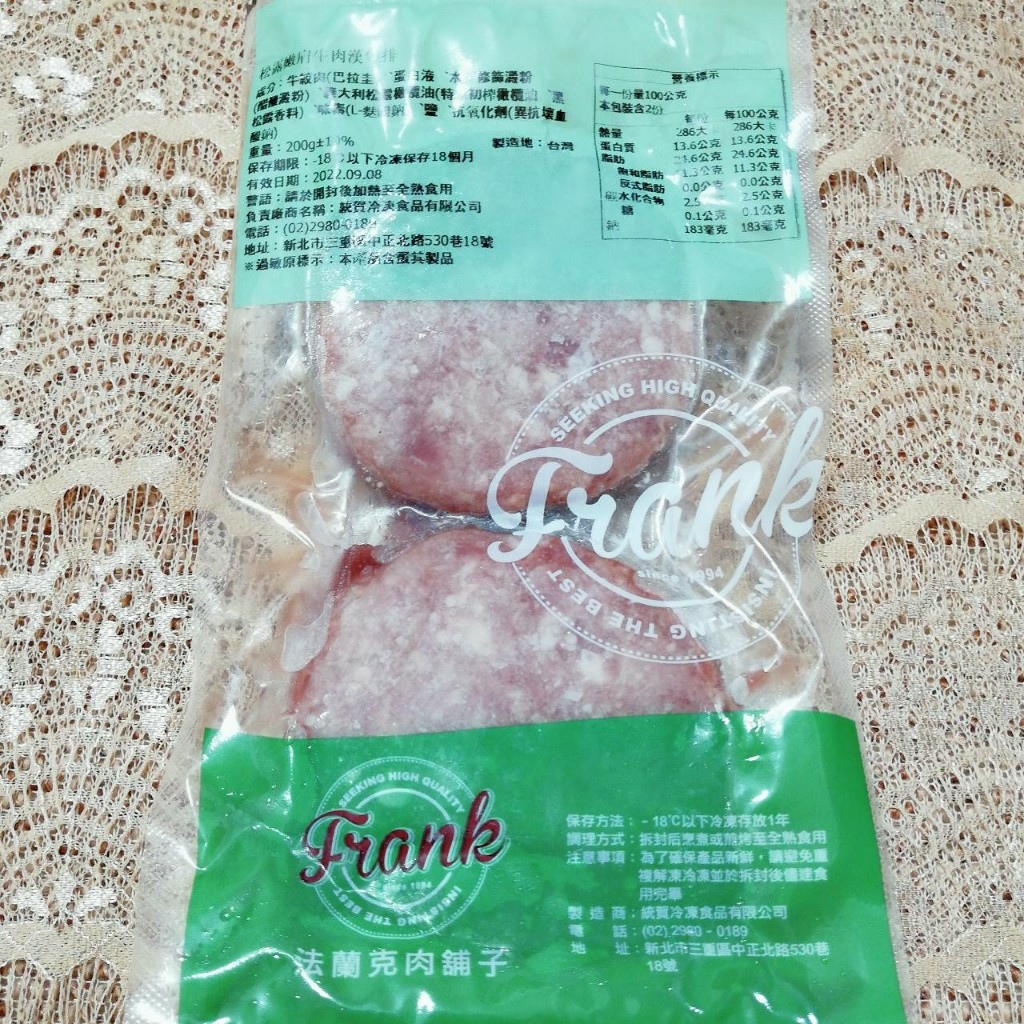 松露嫩肩牛肉漢堡排
成分：牛碎肉(巴拉圭)、蛋白液、水、修飾澱粉
(醋酸澱粉)、義大利松露橄欖油(特級初榨橄欖油、黑
松露香料)、味素(L-麩酸鈉)、鹽、抗氧化劑(異抗壞血
酸鈉)
重量：200g±10%
製造地：台灣
保存期限：-18℃以下冷凍保存18個月
有效日期：2022.09.08
警語：請於開封後加熱至全熟食用
負責廠商名稱：統賀冷凍食品有限公司
電話：(02)2980-0189
地址：新北市三重區中正北路530巷18號
※過敏原標示：本產品含蛋其製品
營養標示
每一份量100公克
本包裝含2份
每份 每100公克
熱量 286大卡 286大卡
蛋白質 13.6公克 13.6公克
脂肪 24.6公克 24.6公克
飽和脂肪 11.3公克 11.3公克
反式脂肪 0.0公克 0.0公克
碳水化合物 2.5公克 2.5公克
糖 0.1公克 0.1公克
鈉 183毫克 183毫克
SEEKING HIGH QUALITY
Frank
since 1994
INSISTING THE BEST
SEEKING HIGH QUALITY
Frank
since 1994
INSISTING THE BEST
法蘭克肉舖子
保存方法：－18℃以下冷凍存放1年
調理方式：拆封后烹煮或煎烤至全熟食用
注意事項：為了確保產品新鮮，請避免重
複解凍冷凍並於拆封後儘速食
用完畢
製造商：統賀冷凍食品有限公司
電話：(02) 2980－0189
地址：新北市三重區中正北路530巷
18號